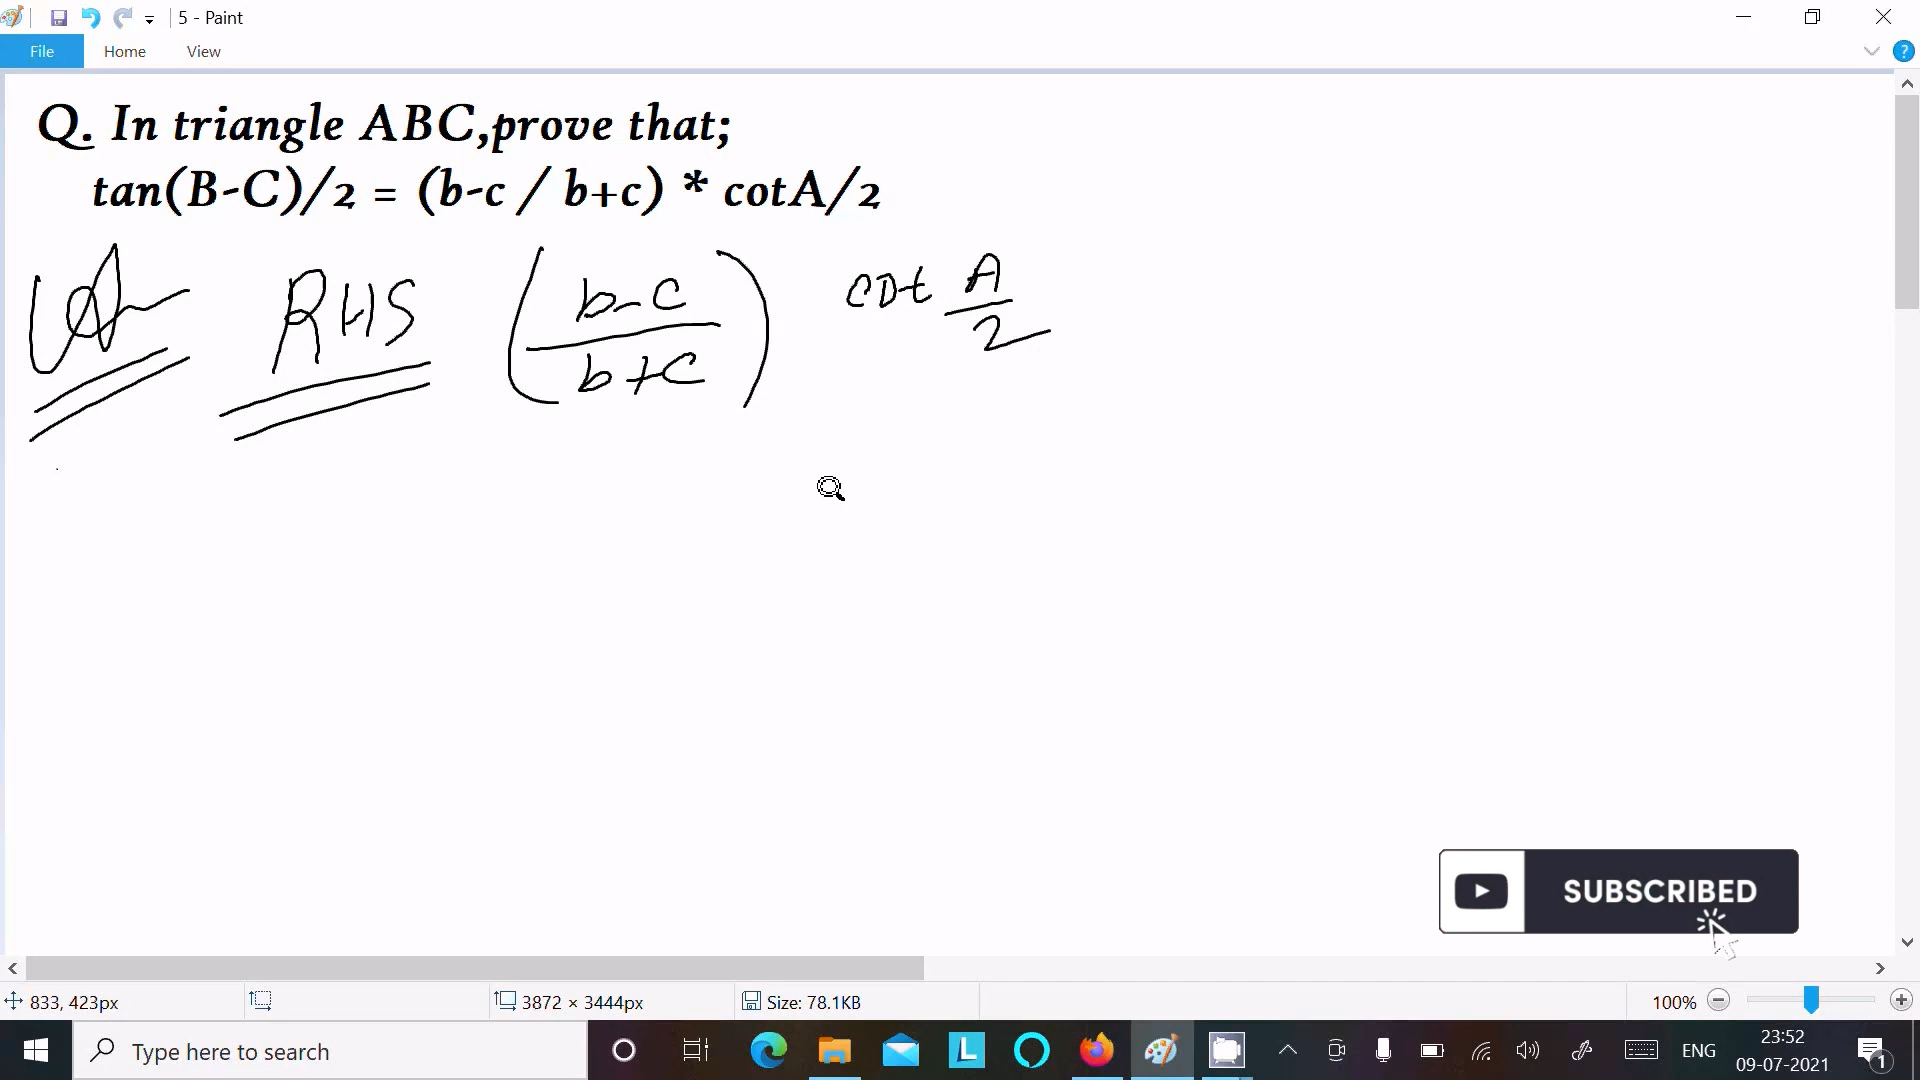 5 - Paint
File Home View
Q. In triangle ABC,prove that;
tan(B-C)/2 = (b-c / b+c) * cotA/2
RHS (b-c / b+c) cot A/2
SUBSCRIBED
833, 423px 3872 × 3444px Size: 78.1KB 100%
Type here to search
L
ENG
23:52
09-07-2021
1